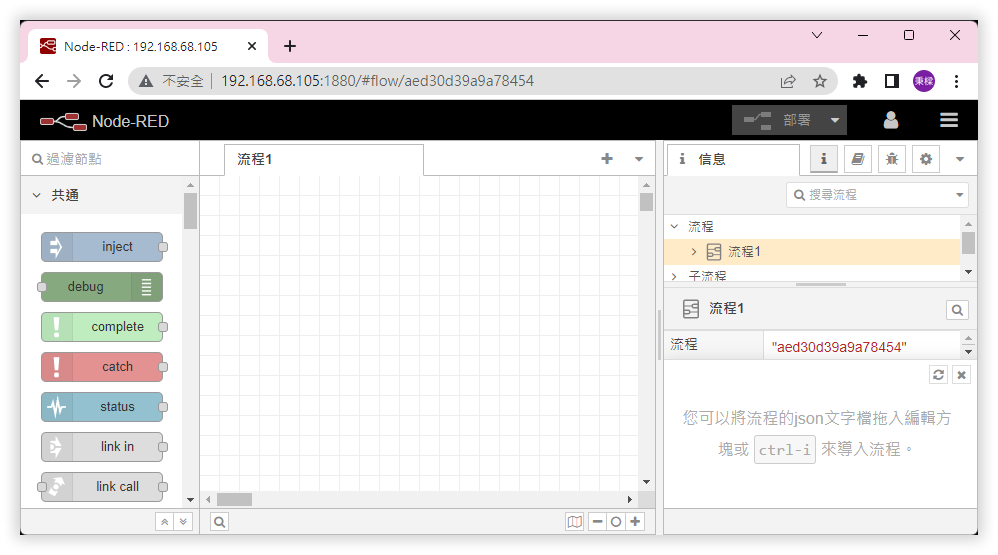 Node-RED : 192.168.68.105
不安全 | 192.168.68.105:1880/#flow/aed30d39a9a78454
秉樑
Node-RED
部署
過濾節點
流程1
信息
共通
搜尋流程
inject
debug
complete
catch
status
link in
link call
流程
流程1
子流程
流程1
流程
"aed30d39a9a78454"
您可以將流程的json文字檔拖入編輯方
塊或 ctrl-i 來導入流程。